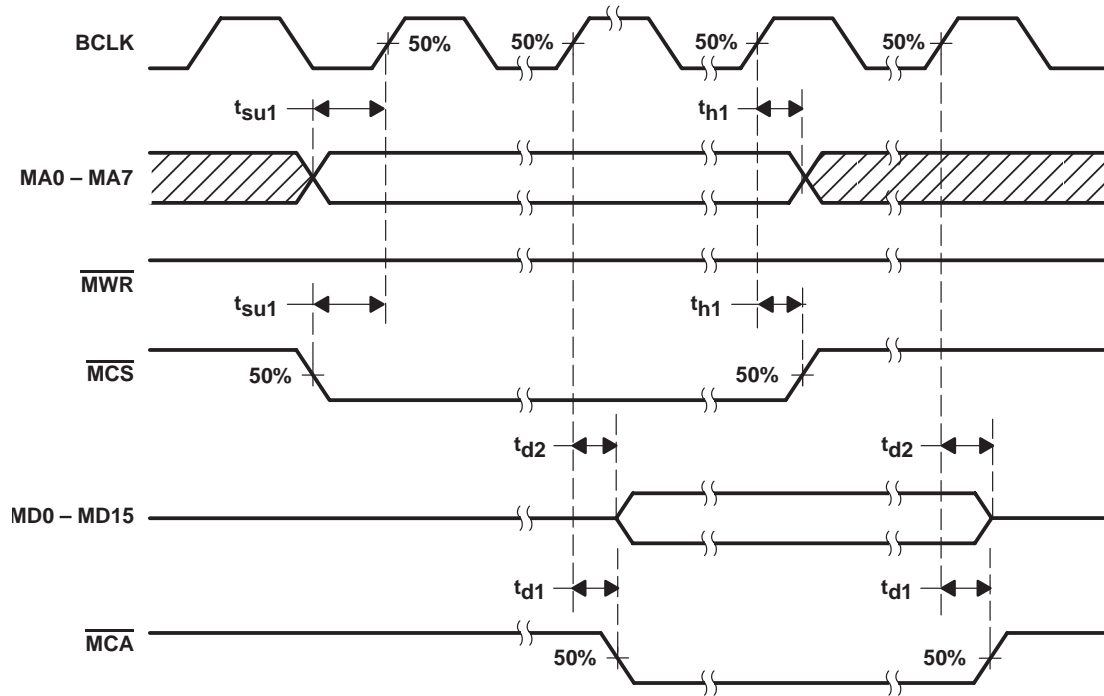 BCLK
50%
50%
50%
50%
tsu1
th1
MA0 – MA7
MWR
tsu1
th1
MCS
50%
50%
td2
td2
MD0 – MD15
td1
td1
MCA
50%
50%